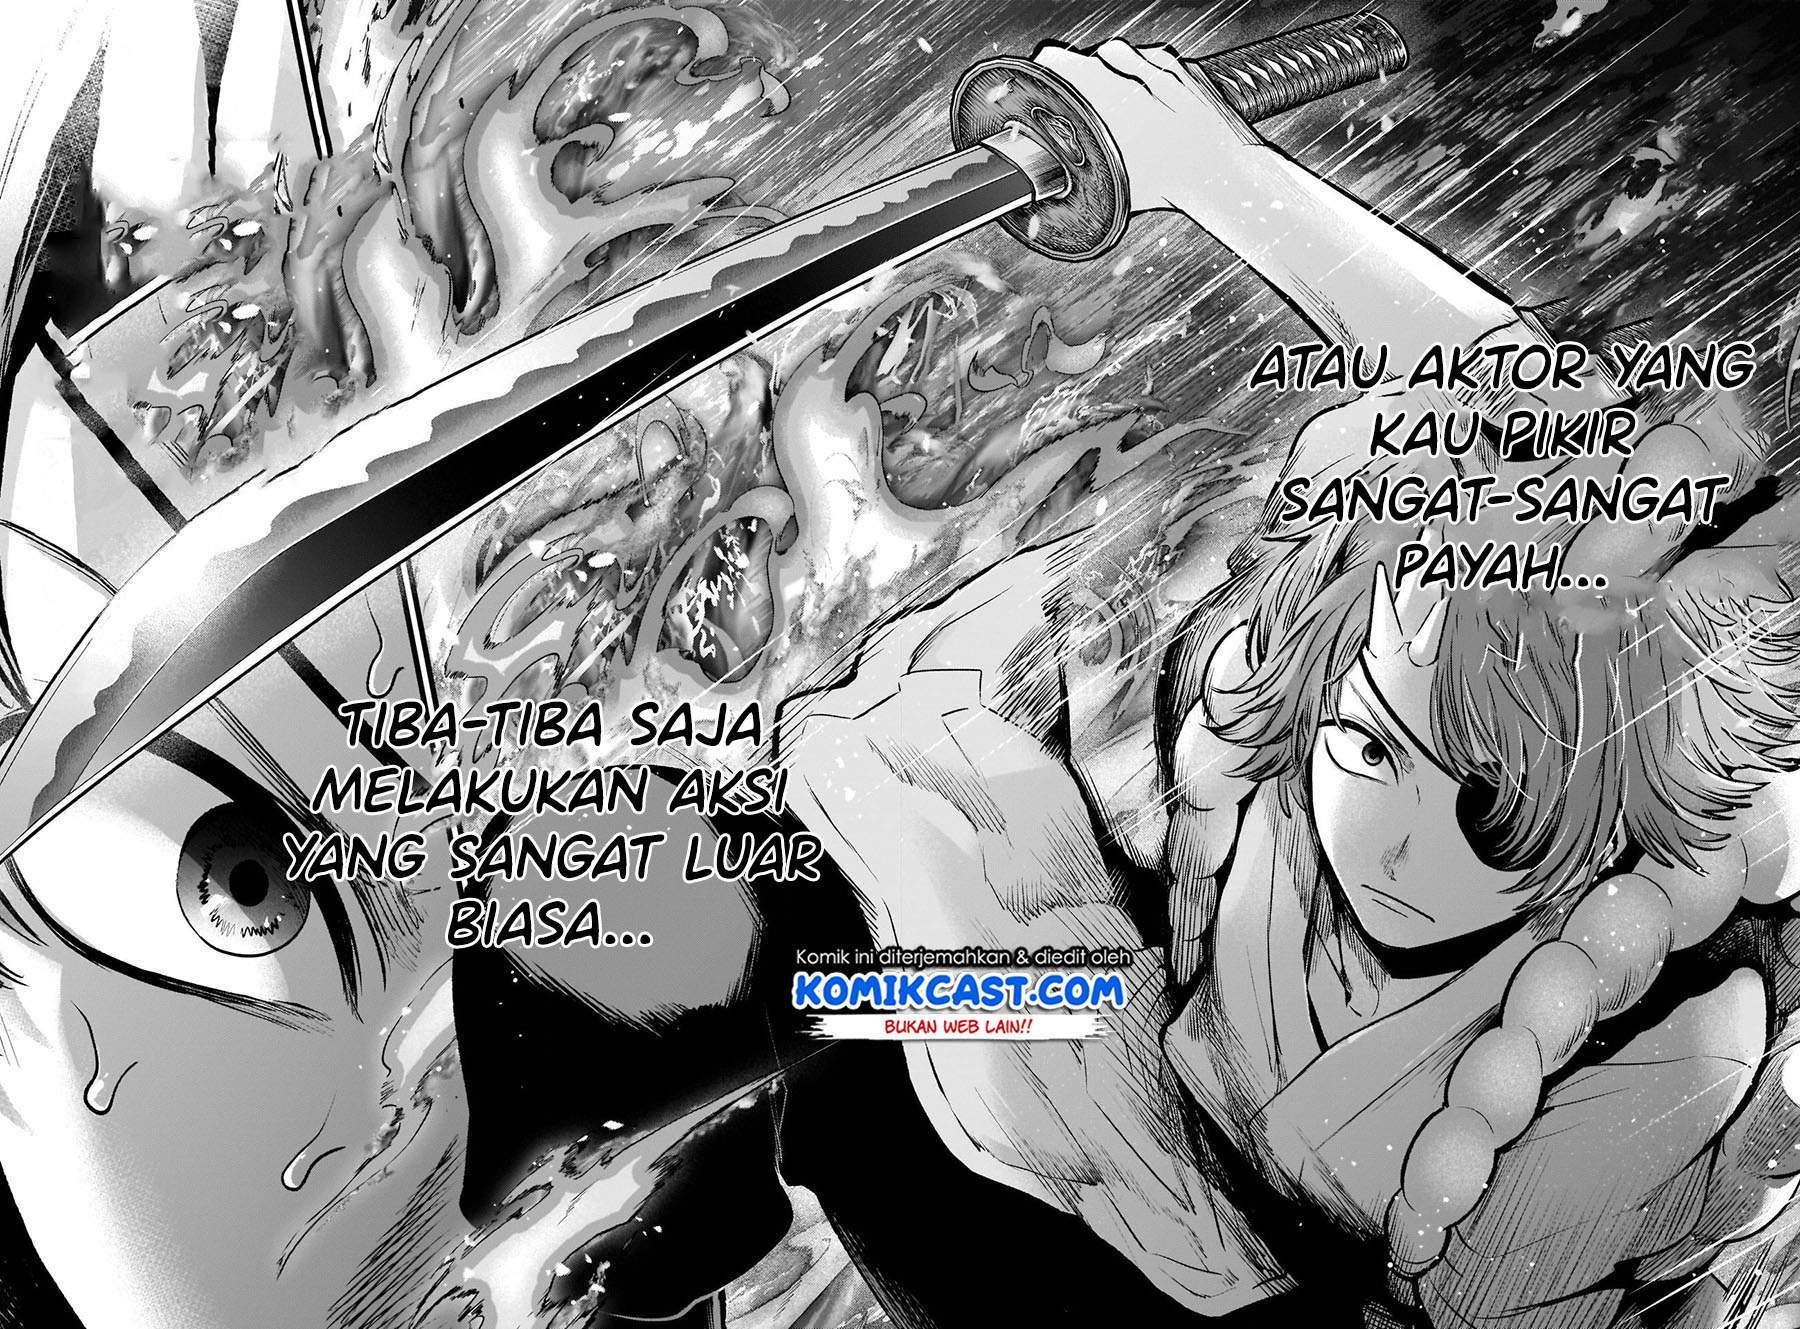 ATAU AKTOR YANG
KAU PIKIR
SANGAT-SANGAT
PAYAH...
TIBA-TIBA SAJA
MELAKUKAN AKSI
YANG SANGAT LUAR
BIASA...
Komik ini diterjemahkan & diedit oleh
KOMIKCAST.COM
BUKAN WEB LAIN!!